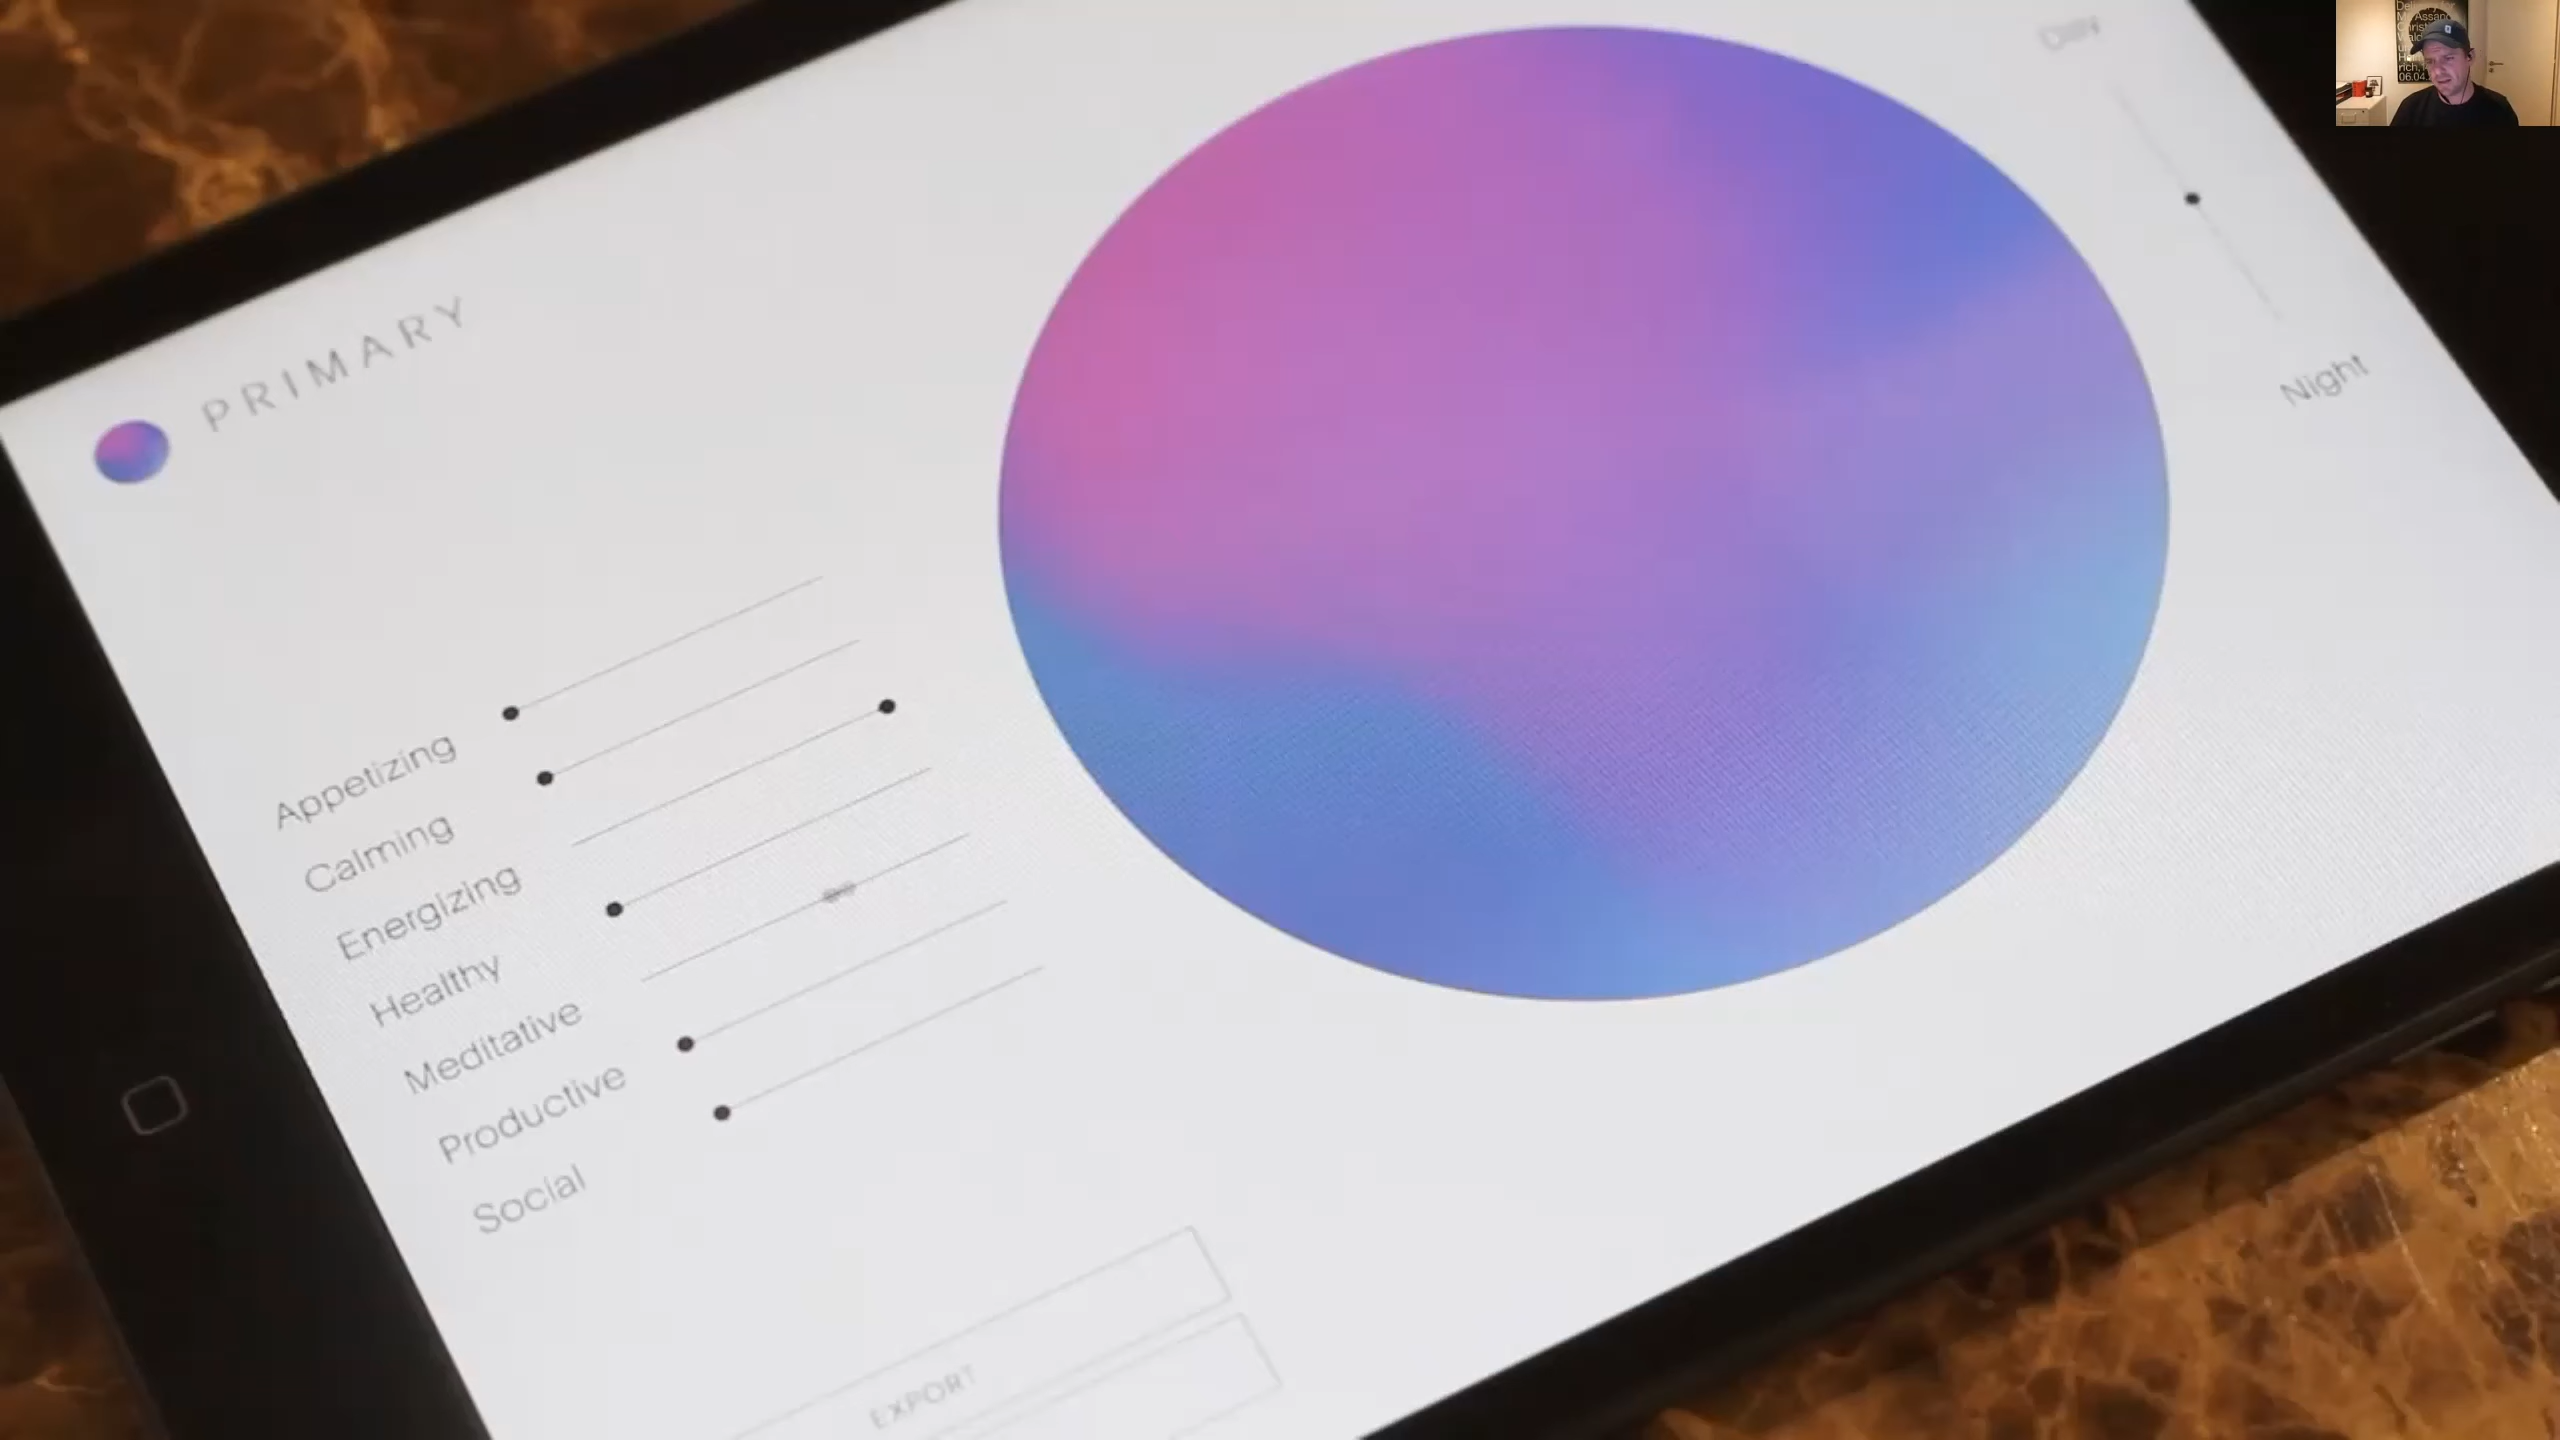 PRIMARY
Day
Night
Appetizing
Calming
Energizing
Healthy
Meditative
Productive
Social
EXPORT